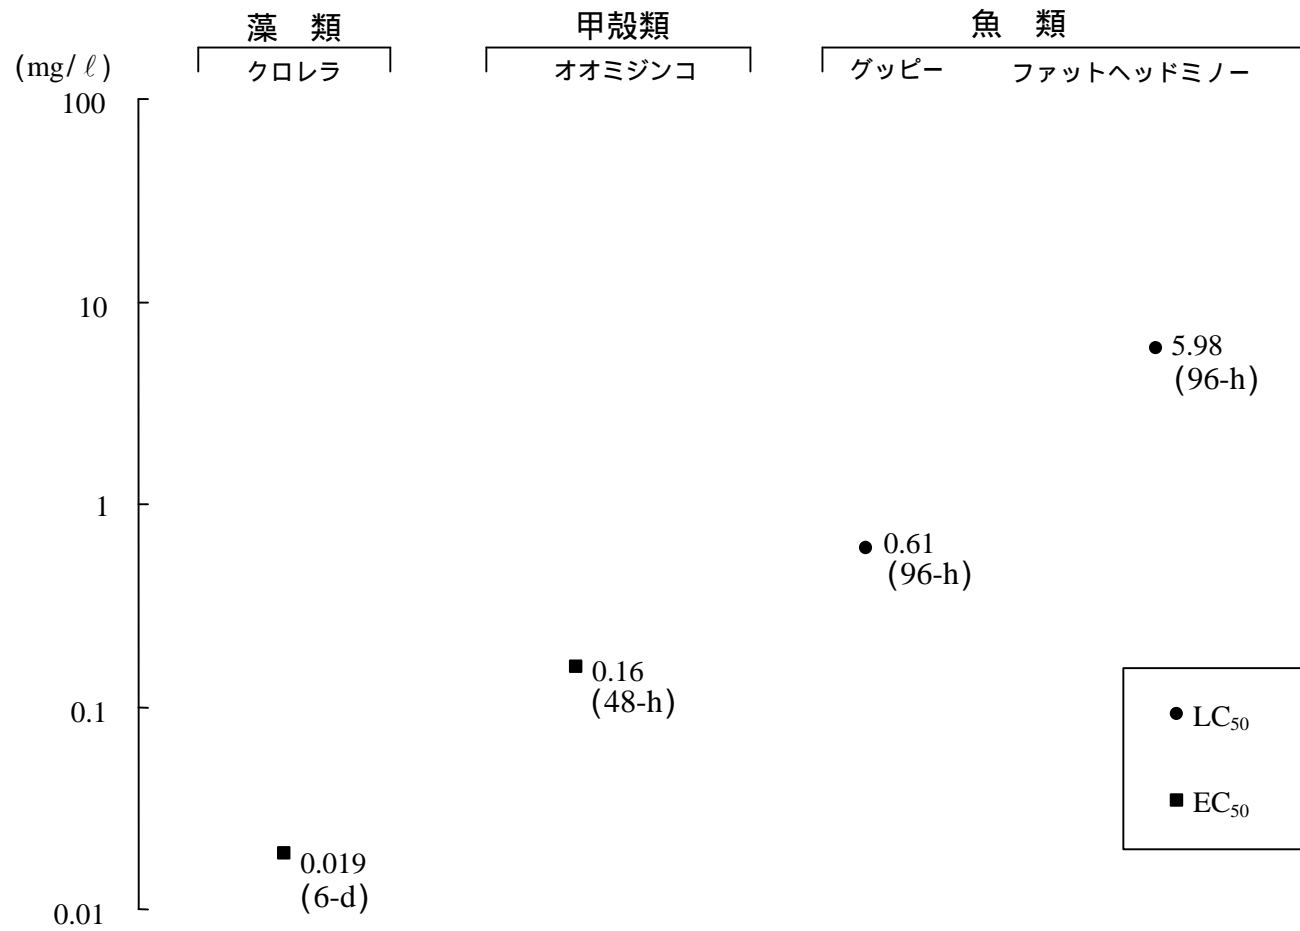 藻 類
甲殻類
魚 類
(mg/ℓ)
クロレラ
オオミジンコ
グッピー
ファットヘッドミノー
100
10
5.98
(96-h)
1
0.61
(96-h)
0.16
(48-h)
0.1
LC50
EC50
0.019
(6-d)
0.01